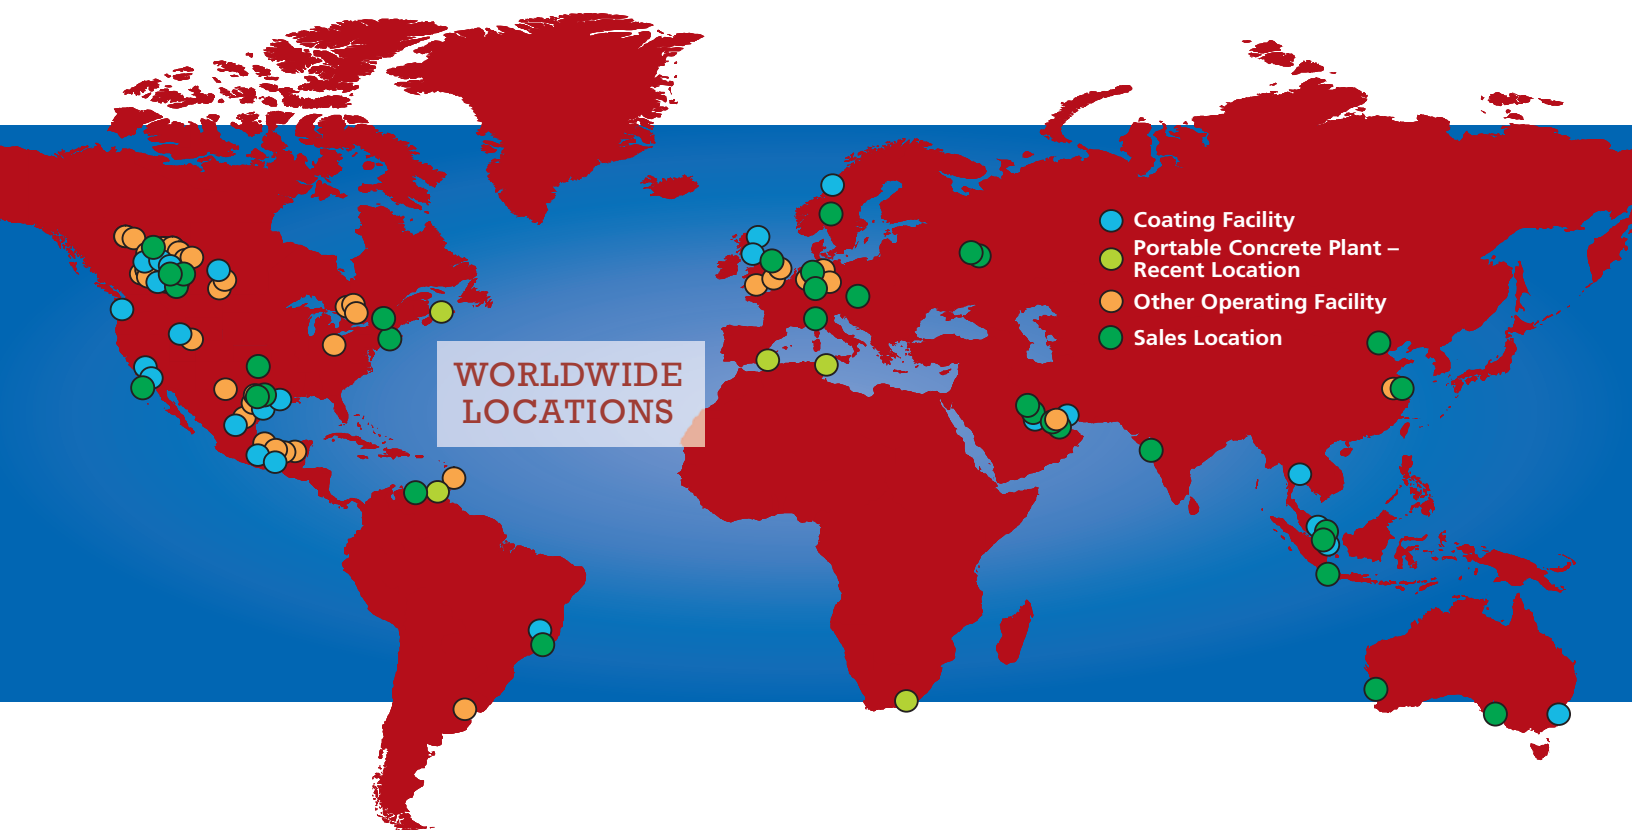 WORLDWIDE
LOCATIONS
Coating Facility
Portable Concrete Plant –
Recent Location
Other Operating Facility
Sales Location